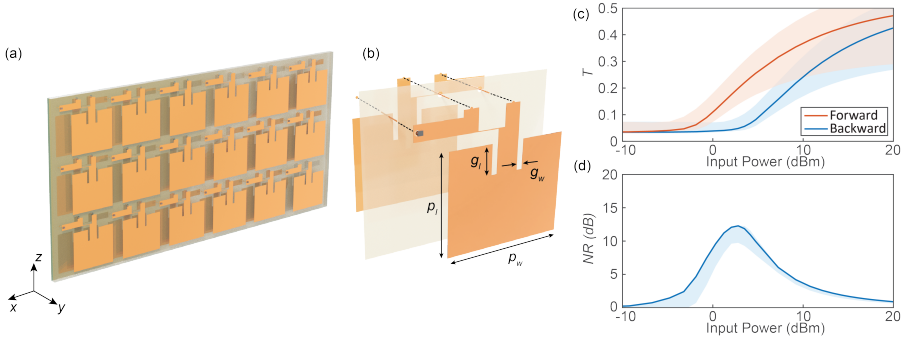 (a)
z
x
y
(b)
g_l
g_w
p_l
p_w
(c)
0.5
0.4
0.3
0.2
0.1
0
T
Forward
Backward
-10
0
10
20
Input Power (dBm)
(d)
20
15
10
5
0
NR (dB)
-10
0
10
20
Input Power (dBm)